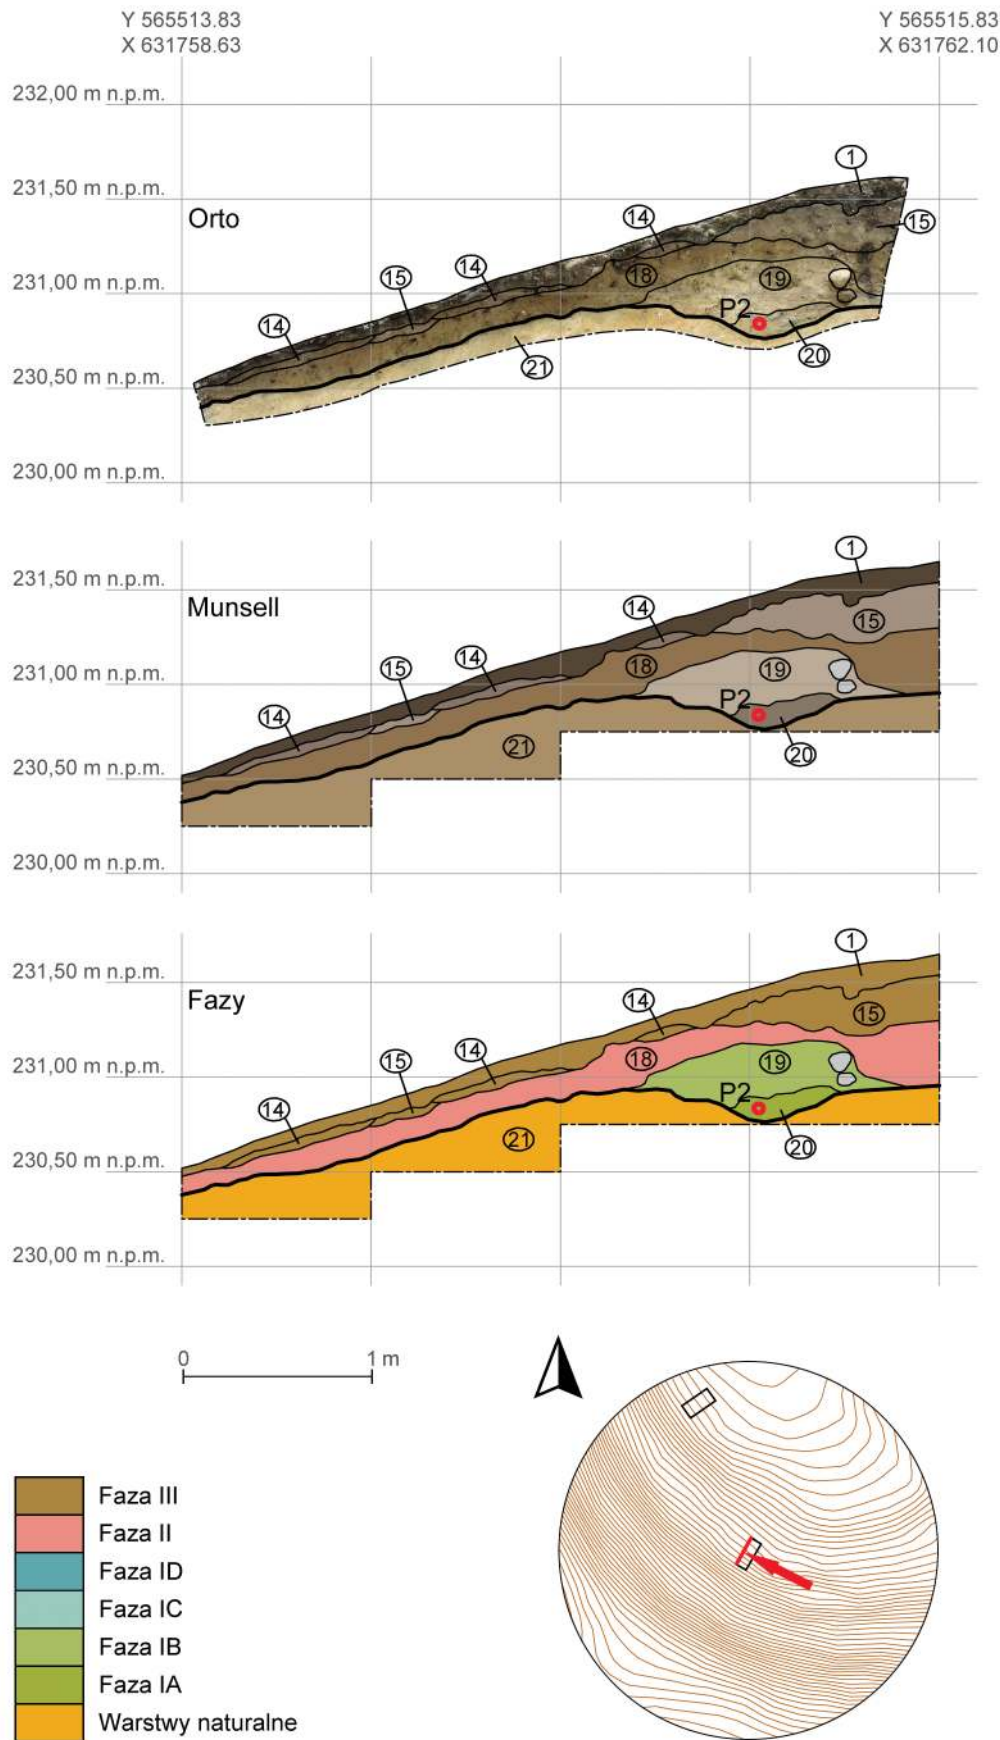 Y 565513.83
X 631758.63
Y 565515.83
X 631762.10
232,00 m n.p.m.
1
231,50 m n.p.m.
Orto
14
15
14
18
19
15
231,00 m n.p.m.
14
P2
20
21
230,50 m n.p.m.
230,00 m n.p.m.
1
231,50 m n.p.m.
Munsell
14
15
14
18
19
15
231,00 m n.p.m.
14
P2
21
20
230,50 m n.p.m.
230,00 m n.p.m.
1
231,50 m n.p.m.
Fazy
14
15
14
18
19
15
231,00 m n.p.m.
14
P2
21
20
230,50 m n.p.m.
230,00 m n.p.m.
0 1 m
Faza III
Faza II
Faza ID
Faza IC
Faza IB
Faza IA
Warstwy naturalne